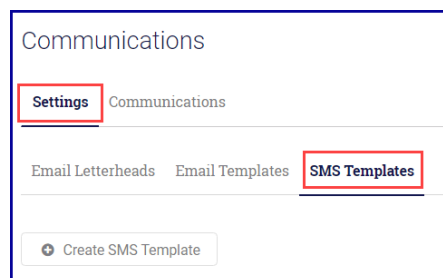 Communications
Settings Communications
Email Letterheads Email Templates SMS Templates
Create SMS Template